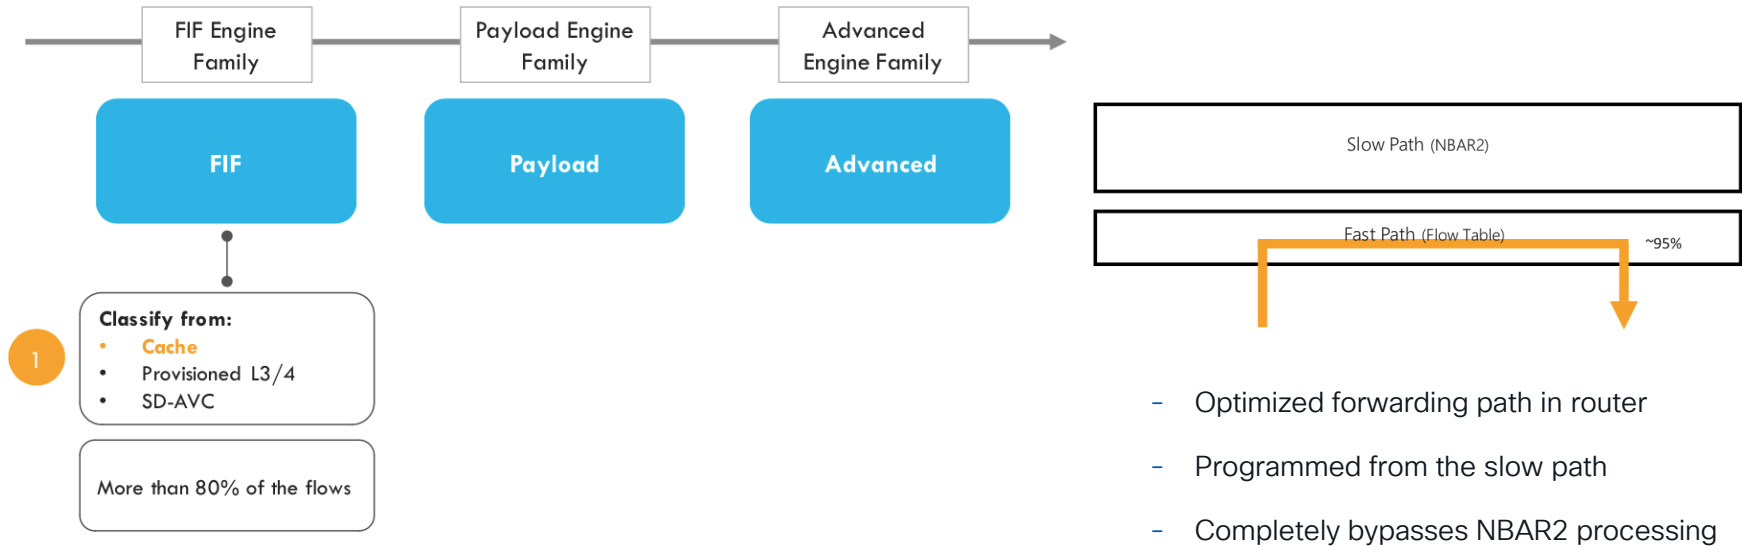 FIF Engine
Family
Payload Engine
Family
Advanced
Engine Family
FIF
Payload
Advanced
1
Classify from:
• Cache
• Provisioned L3/4
• SD-AVC
More than 80% of the flows
Slow Path (NBAR2)
Fast Path (Flow Table)
~95%
- Optimized forwarding path in router
- Programmed from the slow path
- Completely bypasses NBAR2 processing